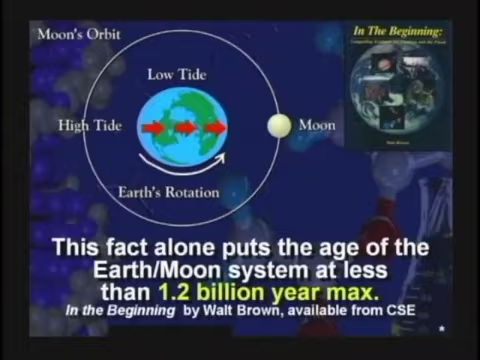 Moon's Orbit
In The Beginning:
Low Tide
High Tide
Moon
Walt Brown
Earth's Rotation
This fact alone puts the age of the
Earth/Moon system at less
than 1.2 billion year max.
In the Beginning by Walt Brown, available from CSE
*